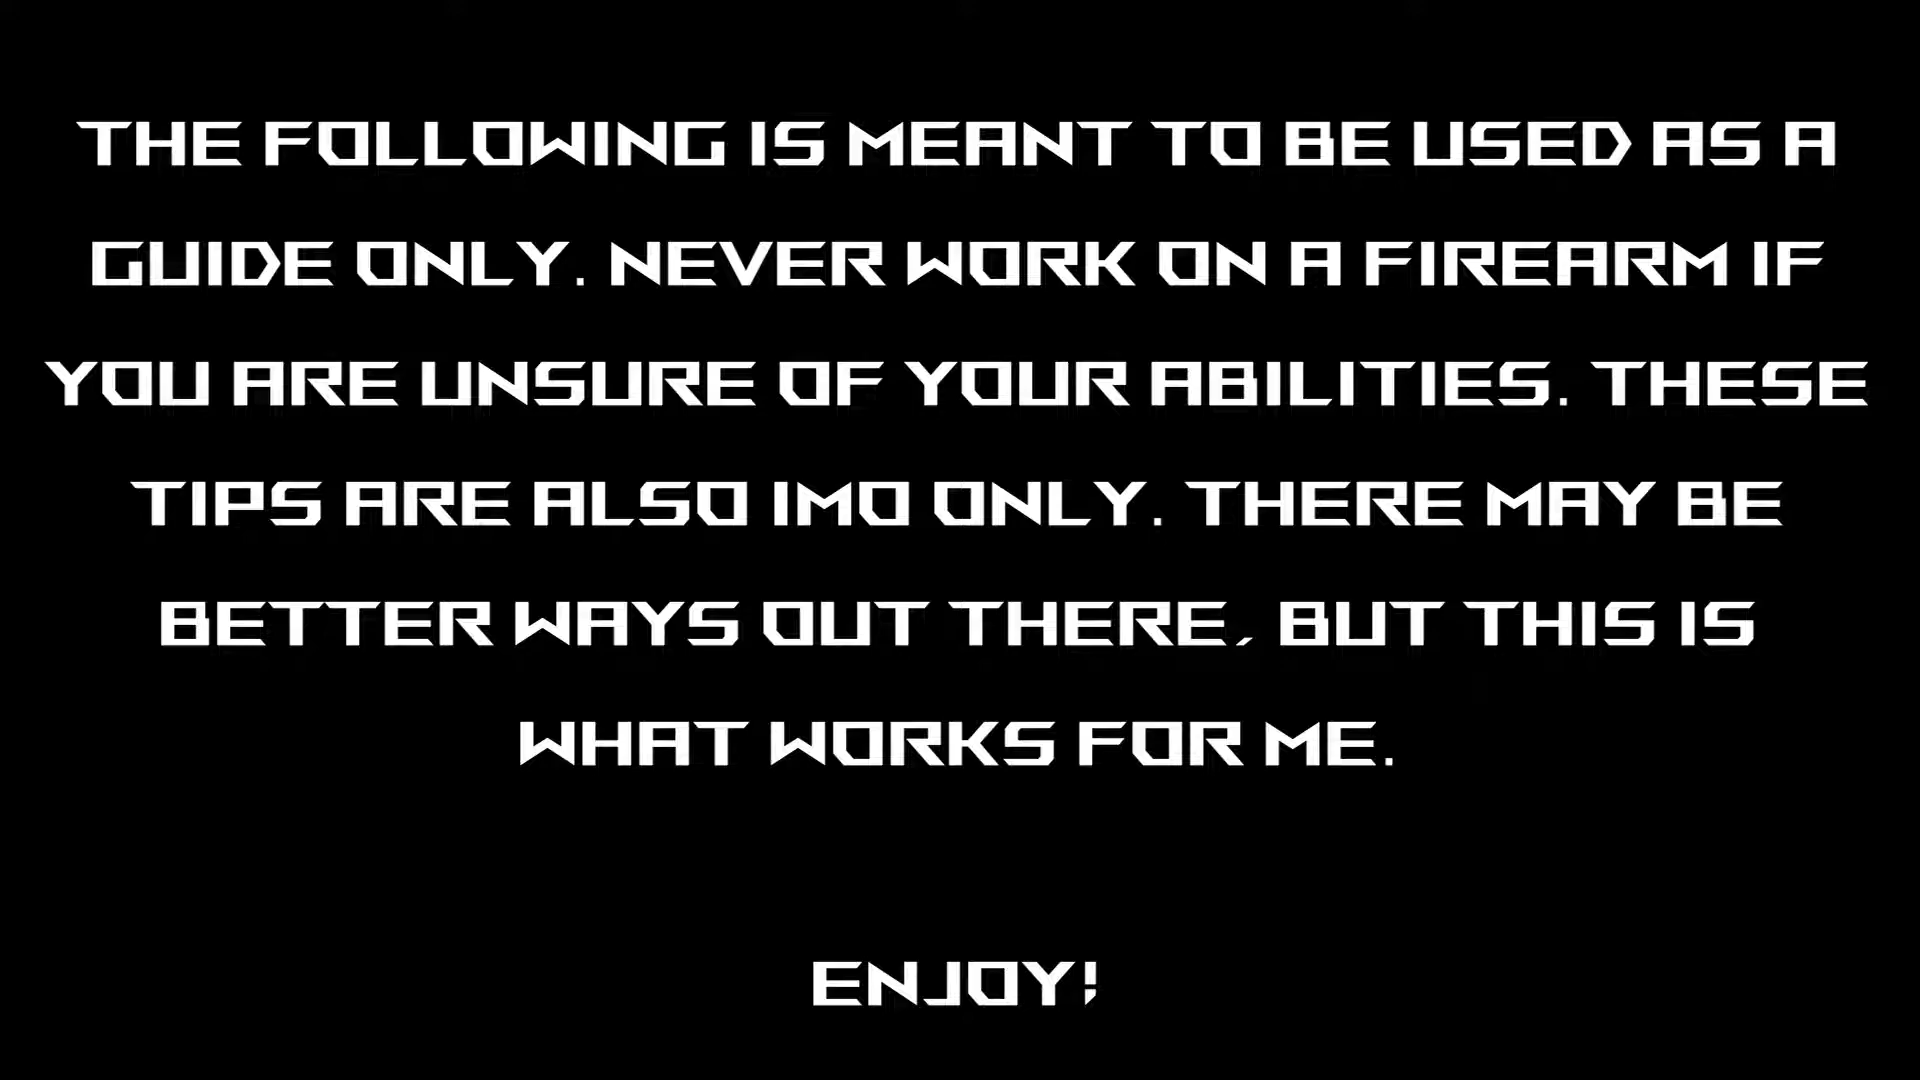 THE FOLLOWING IS MEANT TO BE USED AS A
GUIDE ONLY. NEVER WORK ON A FIREARM IF
YOU ARE UNSURE OF YOUR ABILITIES. THESE
TIPS ARE ALSO IMO ONLY. THERE MAY BE
BETTER WAYS OUT THERE, BUT THIS IS
WHAT WORKS FOR ME.
ENJOY!